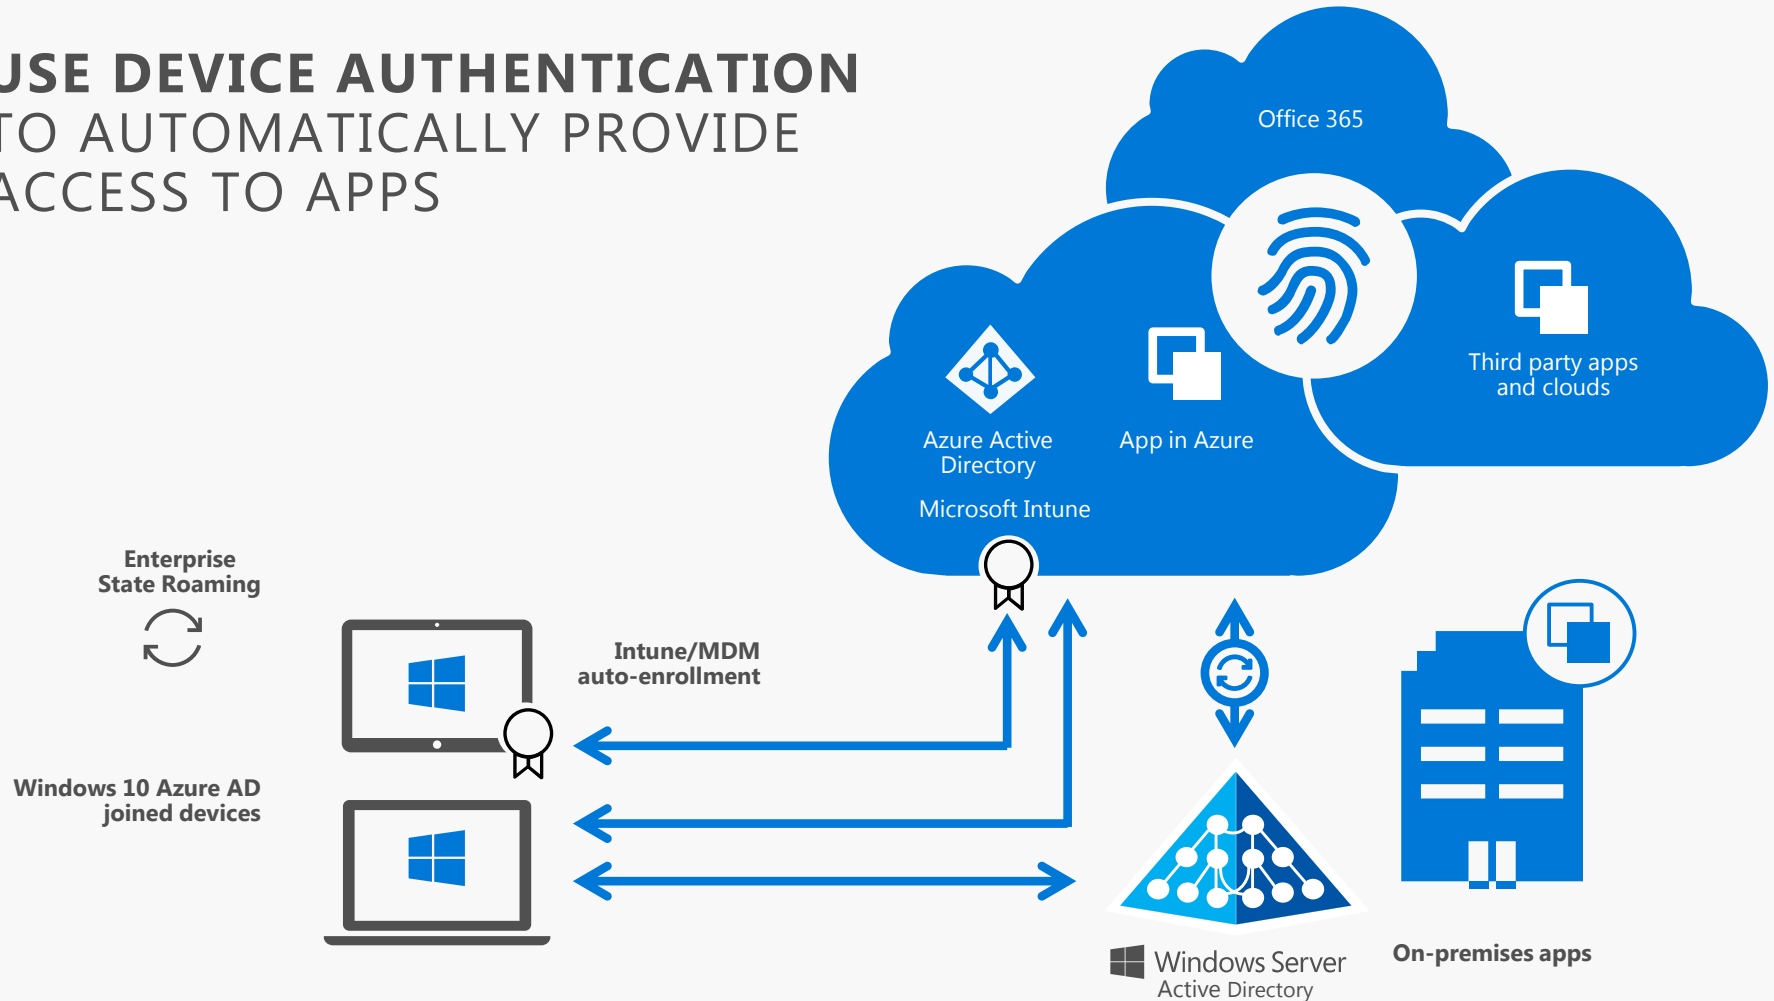 USE DEVICE AUTHENTICATION
TO AUTOMATICALLY PROVIDE
ACCESS TO APPS
Office 365
Third party apps
and clouds
Azure Active
Directory
App in Azure
Microsoft Intune
Enterprise
State Roaming
Intune/MDM
auto-enrollment
Windows 10 Azure AD
joined devices
Windows Server
Active Directory
On-premises apps